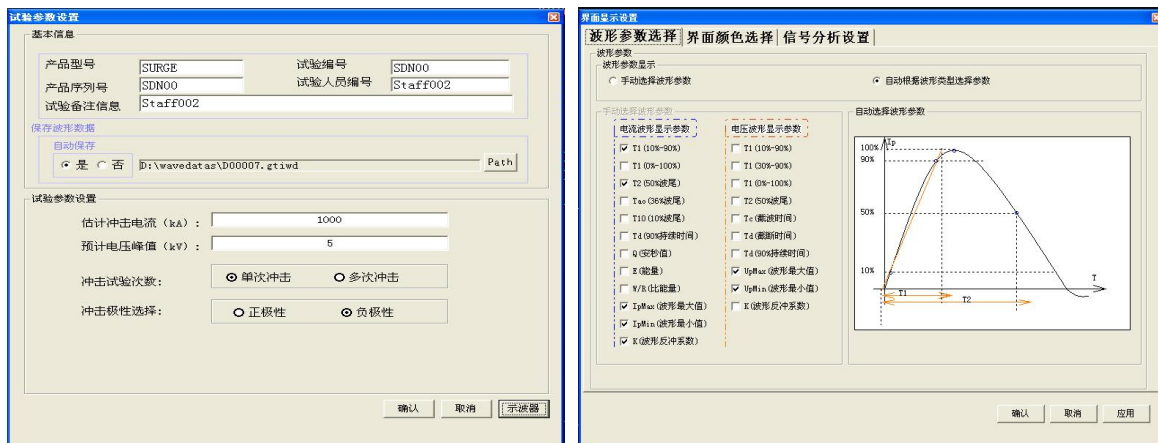 试验参数设置
基本信息
产品型号 SURGE 试验编号 SDN00
产品序列号 SDN00 试验人员编号 Staff002
试验备注信息 Staff002
保存波形数据
自动保存
是 否 D:\wavedatas\D00007.gtiwd Path
试验参数设置
估计冲击电流（kA）: 1000
预计电压峰值（kV）: 5
冲击试验次数: 单次冲击 多次冲击
冲击极性选择: 正极性 负极性
确认 取消 示波器
界面显示设置
波形参数选择 界面颜色选择 信号分析设置
波形参数
波形参数显示
手动选择波形参数 自动根据波形类型选择参数
手动选择波形参数
电流波形显示参数 电压波形显示参数
T1(10%-90%) T1(10%-90%)
T1(0%-100%) T1(30%-90%)
T2(50%波尾) T1(0%-100%)
Tao(36%波尾) T2(50%波尾)
T10(10%波尾) Tc(截波时间)
Td(90%持续时间) Td(截断时间)
Q(安秒值) Td(90%持续时间)
E(能量) UpMax(波形最大值)
W/R(比能量) UpMin(波形最小值)
IpMax(波形最大值) K(波形反冲系数)
IpMin(波形最小值)
K(波形反冲系数)
自动选择波形参数
Ip
100%
90%
50%
10%
T
T1
T2
确认 取消 应用